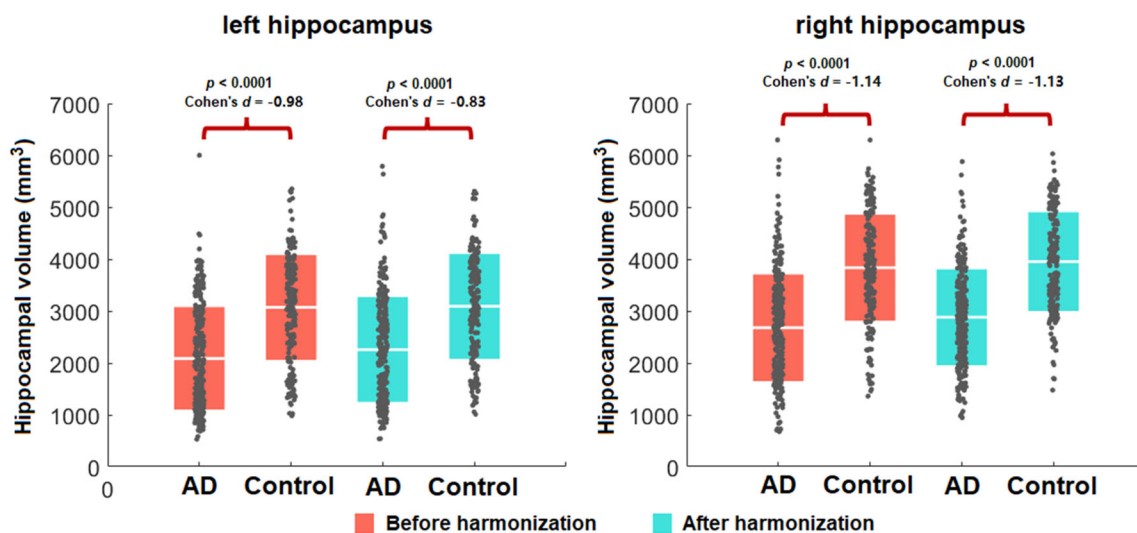 left hippocampus
p < 0.0001
Cohen's d = -0.98
p < 0.0001
Cohen's d = -0.83
Hippocampal volume (mm³)
7000
6000
5000
4000
3000
2000
1000
0
0
AD
Control
AD
Control
right hippocampus
p < 0.0001
Cohen's d = -1.14
p < 0.0001
Cohen's d = -1.13
Hippocampal volume (mm³)
7000
6000
5000
4000
3000
2000
1000
0
AD
Control
AD
Control
Before harmonization
After harmonization